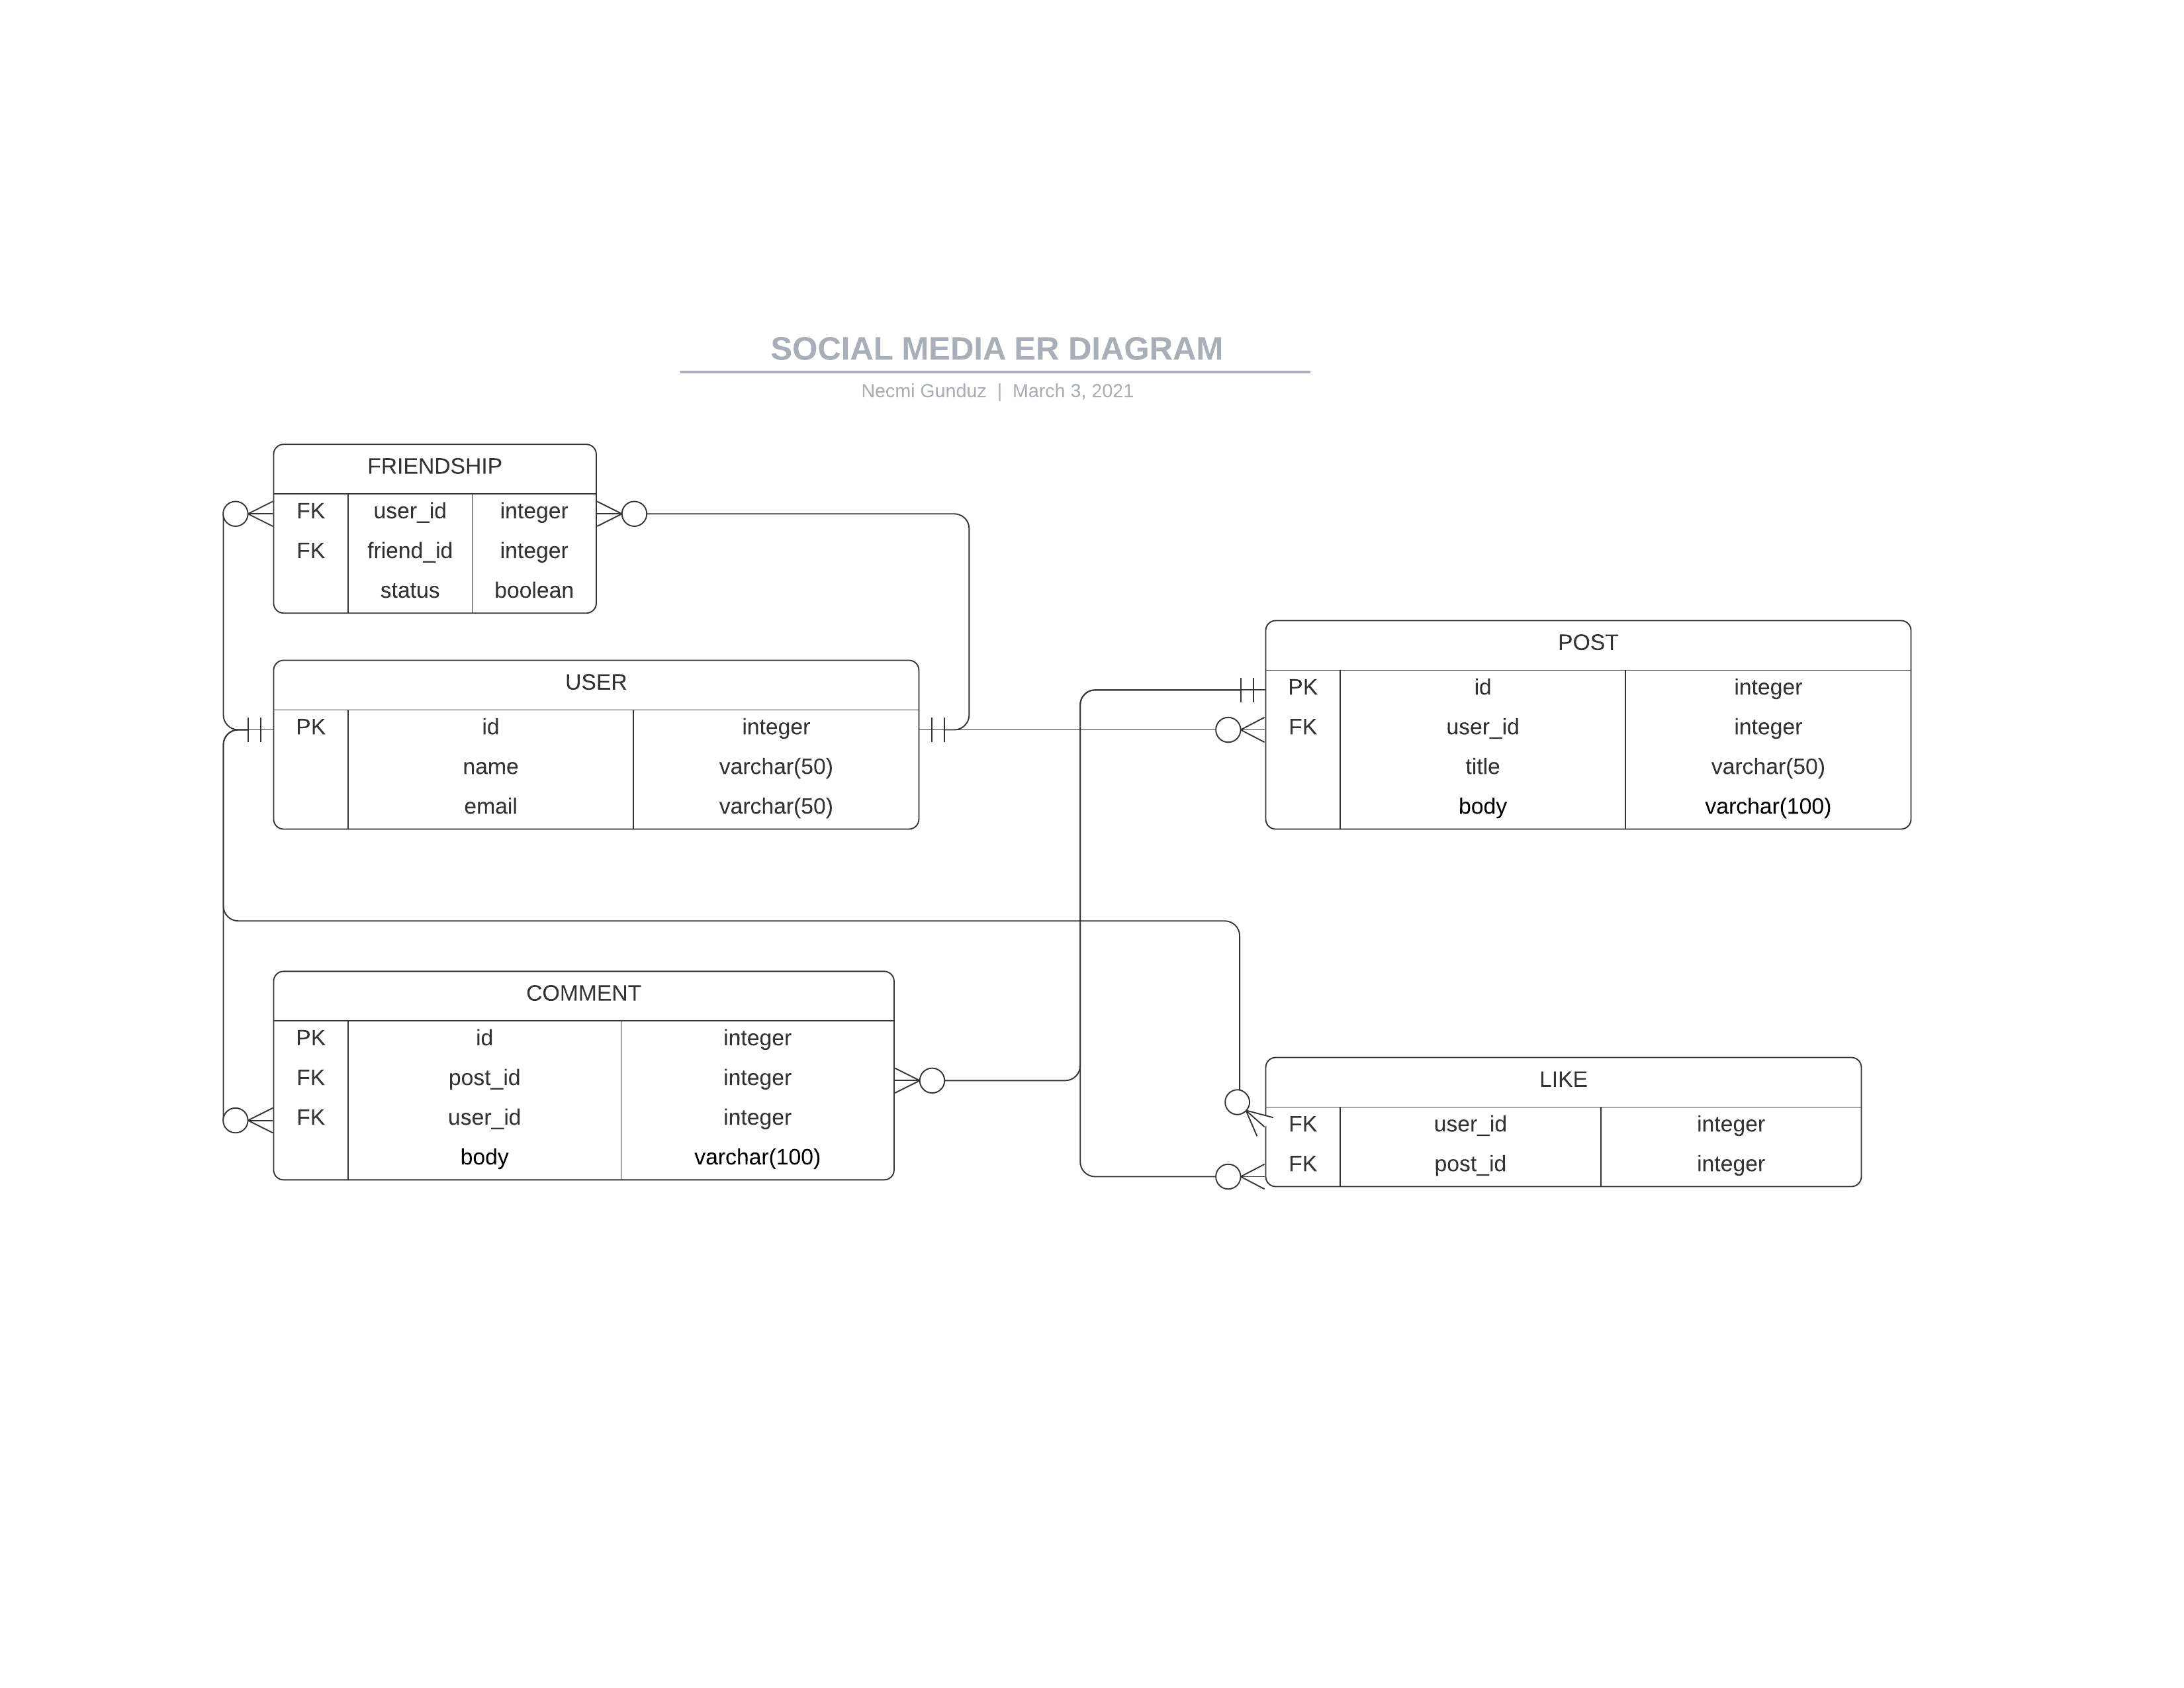 SOCIAL MEDIA ER DIAGRAM
Necmi Gunduz | March 3, 2021
FRIENDSHIP
FK user_id integer
FK friend_id integer
status boolean
USER
PK id integer
name varchar(50)
email varchar(50)
POST
PK id integer
FK user_id integer
title varchar(50)
body varchar(100)
COMMENT
PK id integer
FK post_id integer
FK user_id integer
body varchar(100)
LIKE
FK user_id integer
FK post_id integer